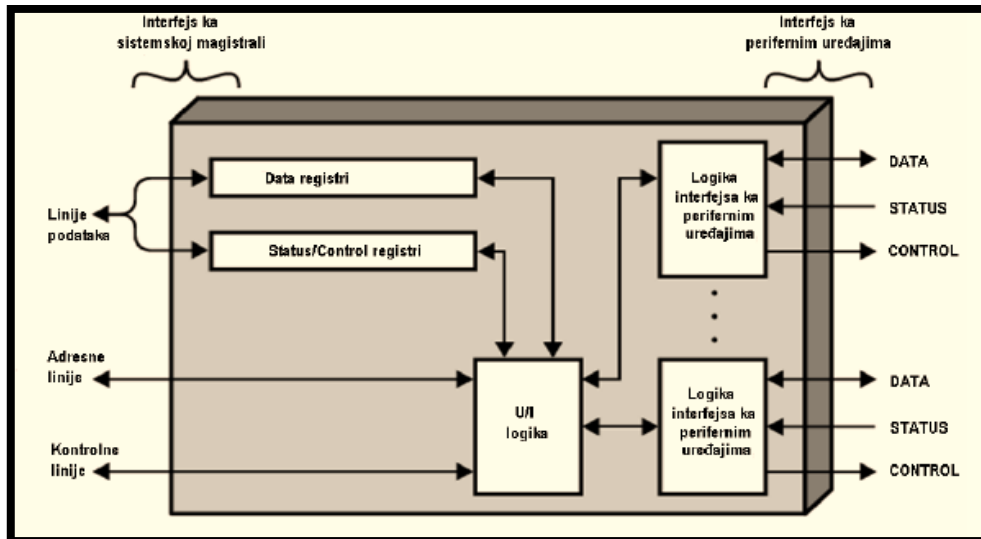 Interfejs ka
sistemskoj magistrali
Interfejs ka
perifernim uređajima
Linije
podataka
Data registri
Status/Control registri
Adresne
linije
Kontrolne
linije
U/I
logika
Logika
interfejsa ka
perifernim
uređajima
DATA
STATUS
CONTROL
Logika
interfejsa ka
perifernim
uređajima
DATA
STATUS
CONTROL